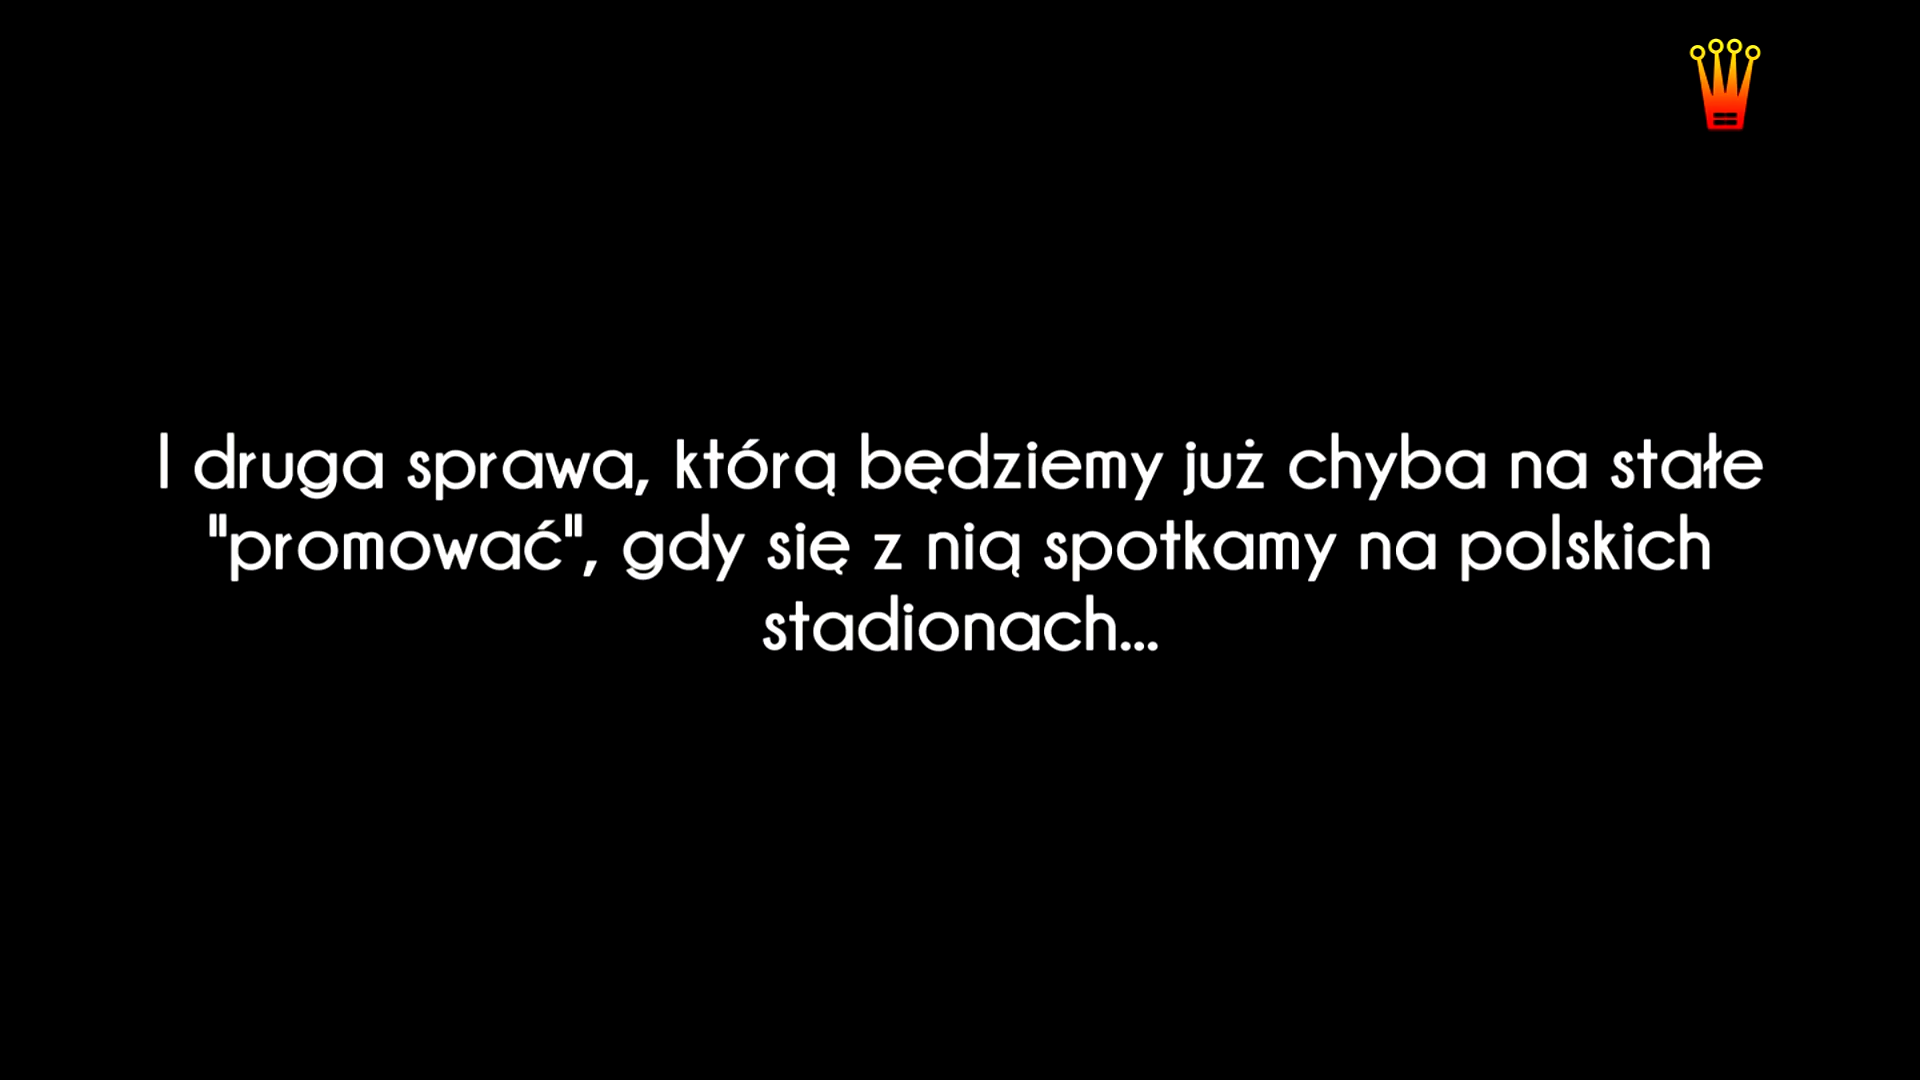 I druga sprawa, którą będziemy już chyba na stałe
"promować", gdy się z nią spotkamy na polskich
stadionach...